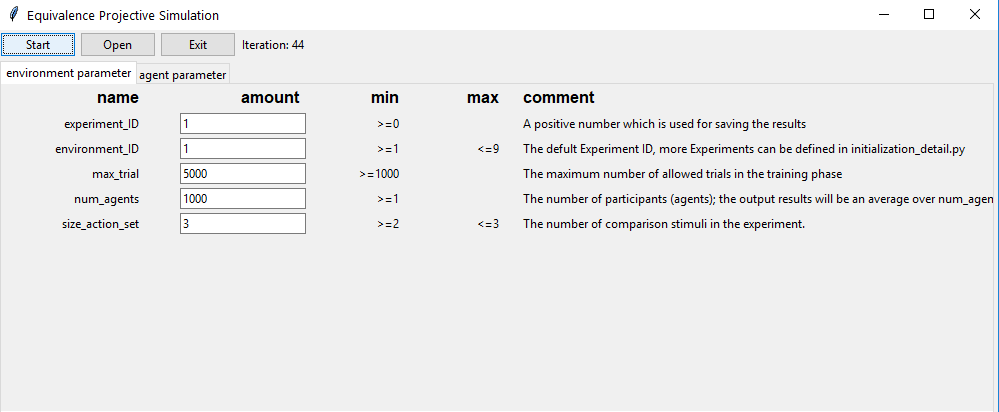 Equivalence Projective Simulation
Start Open Exit Iteration: 44
environment parameter agent parameter
name amount min max comment
experiment_ID 1 >=0 A positive number which is used for saving the results
environment_ID 1 >=1 <=9 The defult Experiment ID, more Experiments can be defined in initialization_detail.py
max_trial 5000 >=1000 The maximum number of allowed trials in the training phase
num_agents 1000 >=1 The number of participants (agents); the output results will be an average over num_agen
size_action_set 3 >=2 <=3 The number of comparison stimuli in the experiment.